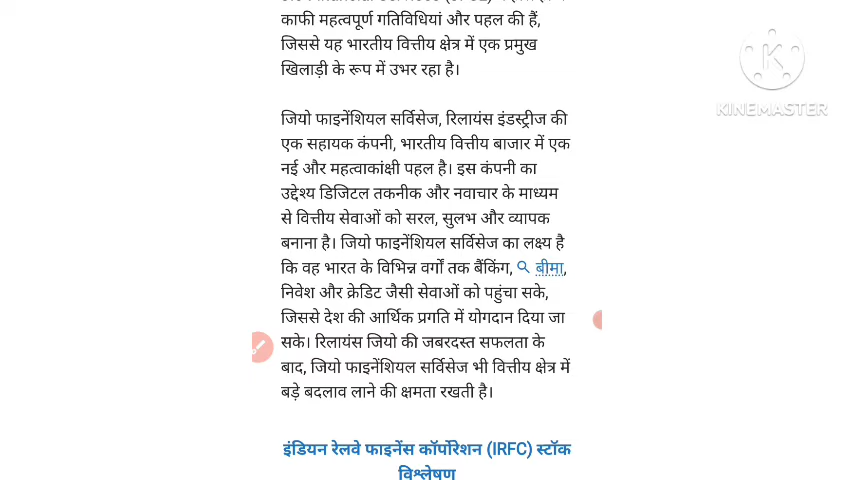 काफी महत्वपूर्ण गतिविधियां और पहल की हैं,
जिससे यह भारतीय वित्तीय क्षेत्र में एक प्रमुख
खिलाड़ी के रूप में उभर रहा है।
जियो फाइनेंशियल सर्विसेज, रिलायंस इंडस्ट्रीज की
एक सहायक कंपनी, भारतीय वित्तीय बाजार में एक
नई और महत्वाकांक्षी पहल है। इस कंपनी का
उद्देश्य डिजिटल तकनीक और नवाचार के माध्यम
से वित्तीय सेवाओं को सरल, सुलभ और व्यापक
बनाना है। जियो फाइनेंशियल सर्विसेज का लक्ष्य है
कि वह भारत के विभिन्न वर्गों तक बैंकिंग, बीमा,
निवेश और क्रेडिट जैसी सेवाओं को पहुंचा सके,
जिससे देश की आर्थिक प्रगति में योगदान दिया जा
सके। रिलायंस जियो की जबरदस्त सफलता के
बाद, जियो फाइनेंशियल सर्विसेज भी वित्तीय क्षेत्र में
बड़े बदलाव लाने की क्षमता रखती है।
इंडियन रेलवे फाइनेंस कॉर्पोरेशन (IRFC) स्टॉक
विश्लेषण
K
KINEMASTER